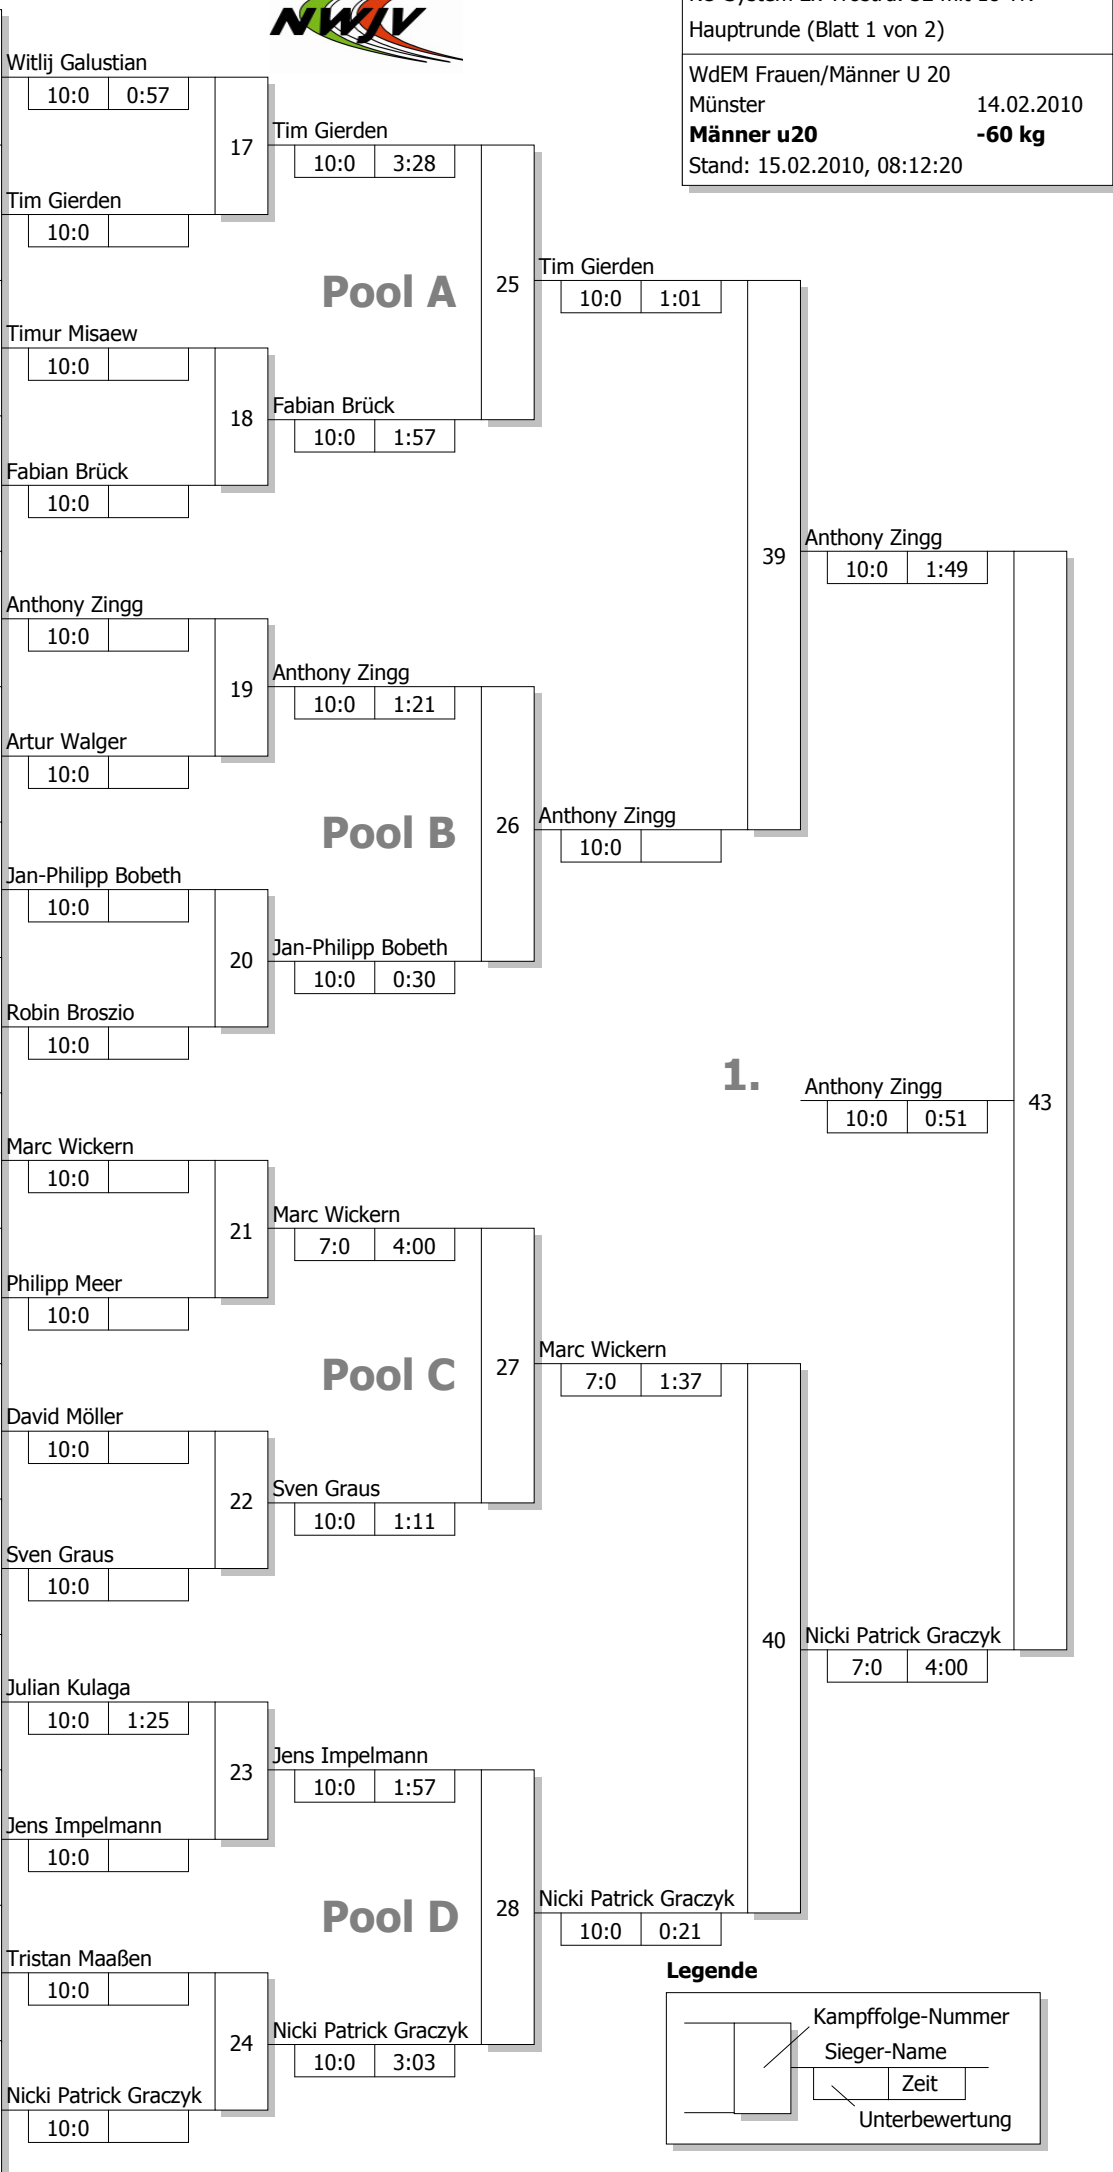 NWJV
Hauptrunde (Blatt 1 von 2)
WdEM Frauen/Männer U 20
Münster 14.02.2010
Männer u20 -60 kg
Stand: 15.02.2010, 08:12:20
Witlij Galustian
10:0 0:57
17
Tim Gierden
10:0 3:28
Tim Gierden
10:0
Pool A
25
Tim Gierden
10:0 1:01
Timur Misaew
10:0
18
Fabian Brück
10:0 1:57
Fabian Brück
10:0
39
Anthony Zingg
10:0 1:49
Anthony Zingg
10:0
19
Anthony Zingg
10:0 1:21
Artur Walger
10:0
Pool B
26
Anthony Zingg
10:0
Jan-Philipp Bobeth
10:0
20
Jan-Philipp Bobeth
10:0 0:30
Robin Broszio
10:0
1.
Anthony Zingg
10:0 0:51
43
Marc Wickern
10:0
21
Marc Wickern
7:0 4:00
Philipp Meer
10:0
Pool C
27
Marc Wickern
7:0 1:37
David Möller
10:0
22
Sven Graus
10:0 1:11
Sven Graus
10:0
40
Nicki Patrick Graczyk
7:0 4:00
Julian Kulaga
10:0 1:25
23
Jens Impelmann
10:0 1:57
Jens Impelmann
10:0
Pool D
28
Nicki Patrick Graczyk
10:0 0:21
Tristan Maaßen
10:0
24
Nicki Patrick Graczyk
10:0 3:03
Nicki Patrick Graczyk
10:0
Legende
Kampffolge-Nummer
Sieger-Name
Zeit
Unterbewertung